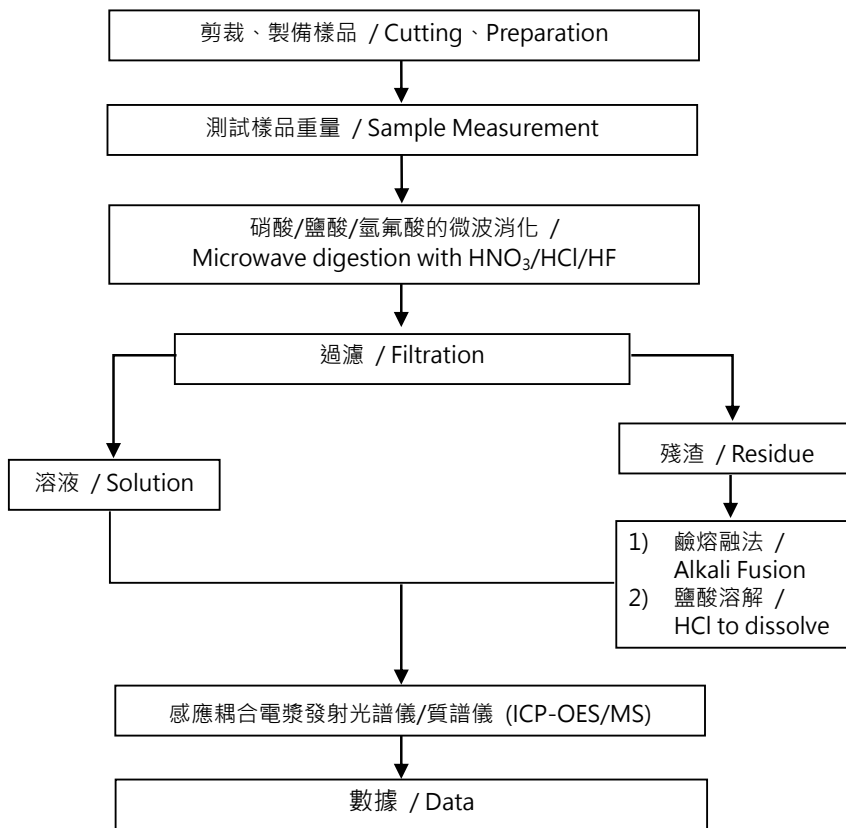 剪裁、製備樣品 / Cutting、Preparation
測試樣品重量 / Sample Measurement
硝酸/鹽酸/氫氟酸的微波消化 /
Microwave digestion with HNO₃/HCl/HF
過濾 / Filtration
溶液 / Solution
殘渣 / Residue
1) 鹼熔融法 /
Alkali Fusion
2) 鹽酸溶解 /
HCl to dissolve
感應耦合電漿發射光譜儀/質譜儀 (ICP-OES/MS)
數據 / Data